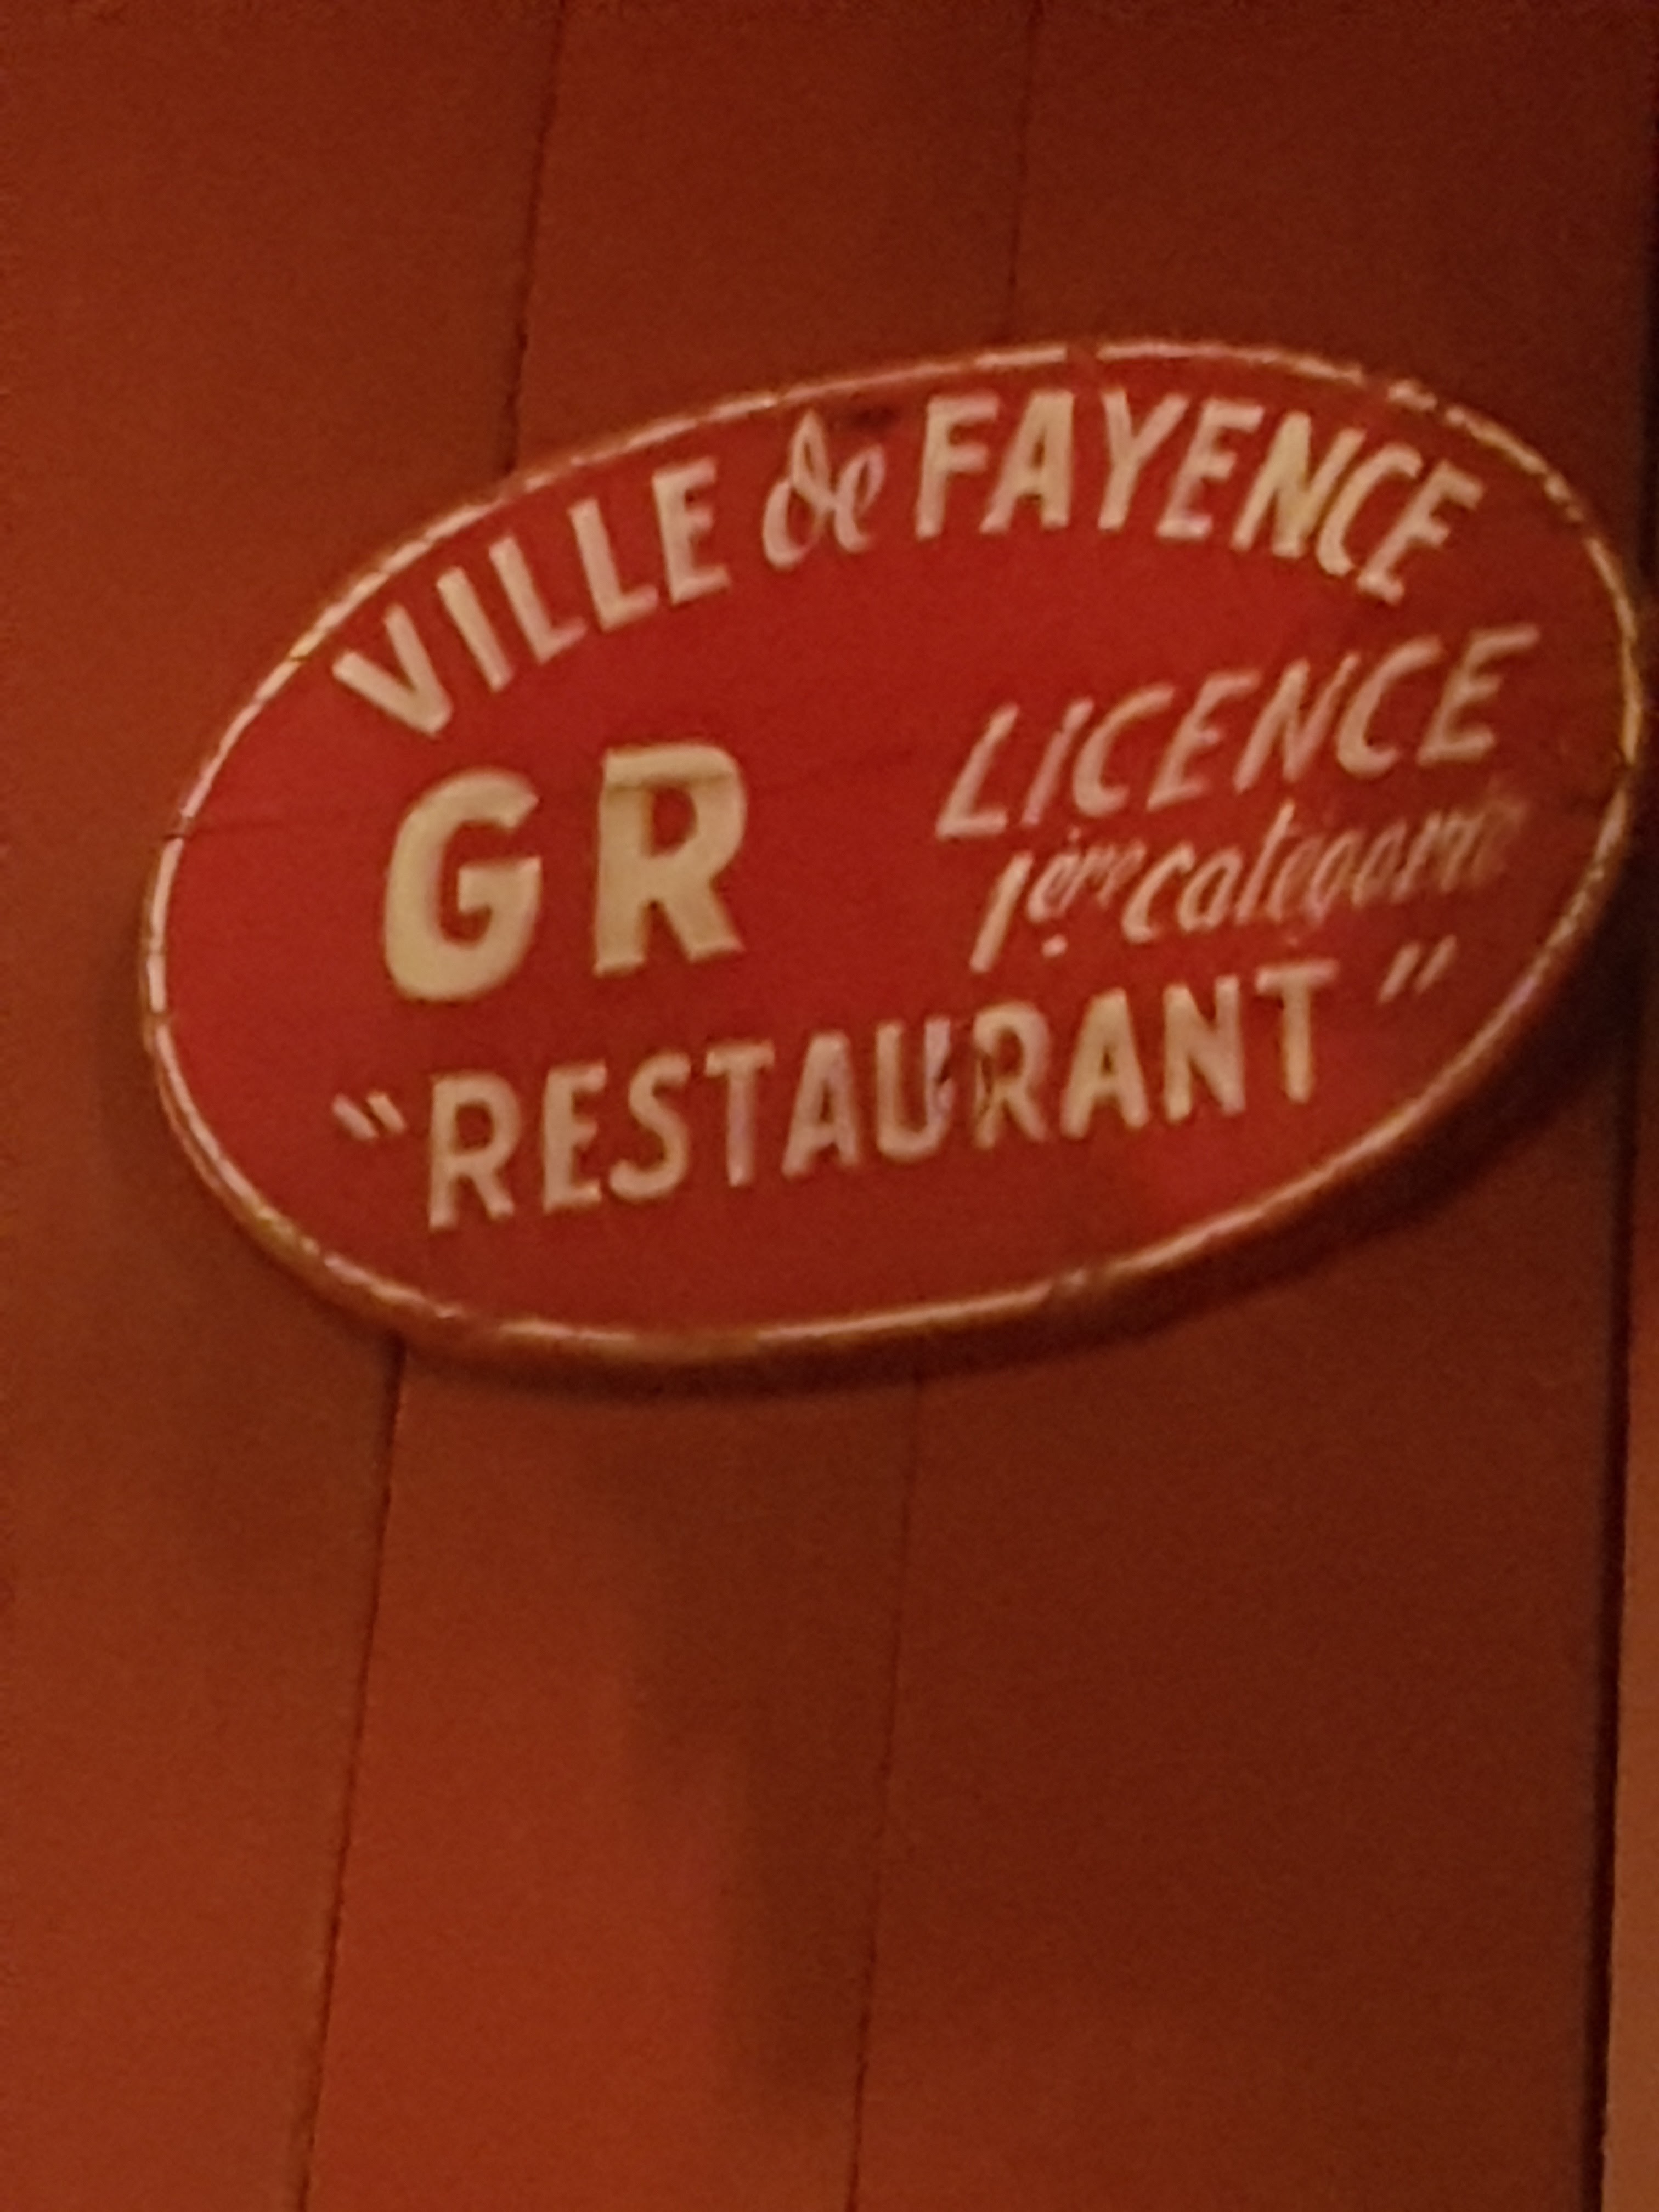 VILLE de FAYENCE
GR
LICENCE
1ère catégorie
"RESTAURANT"